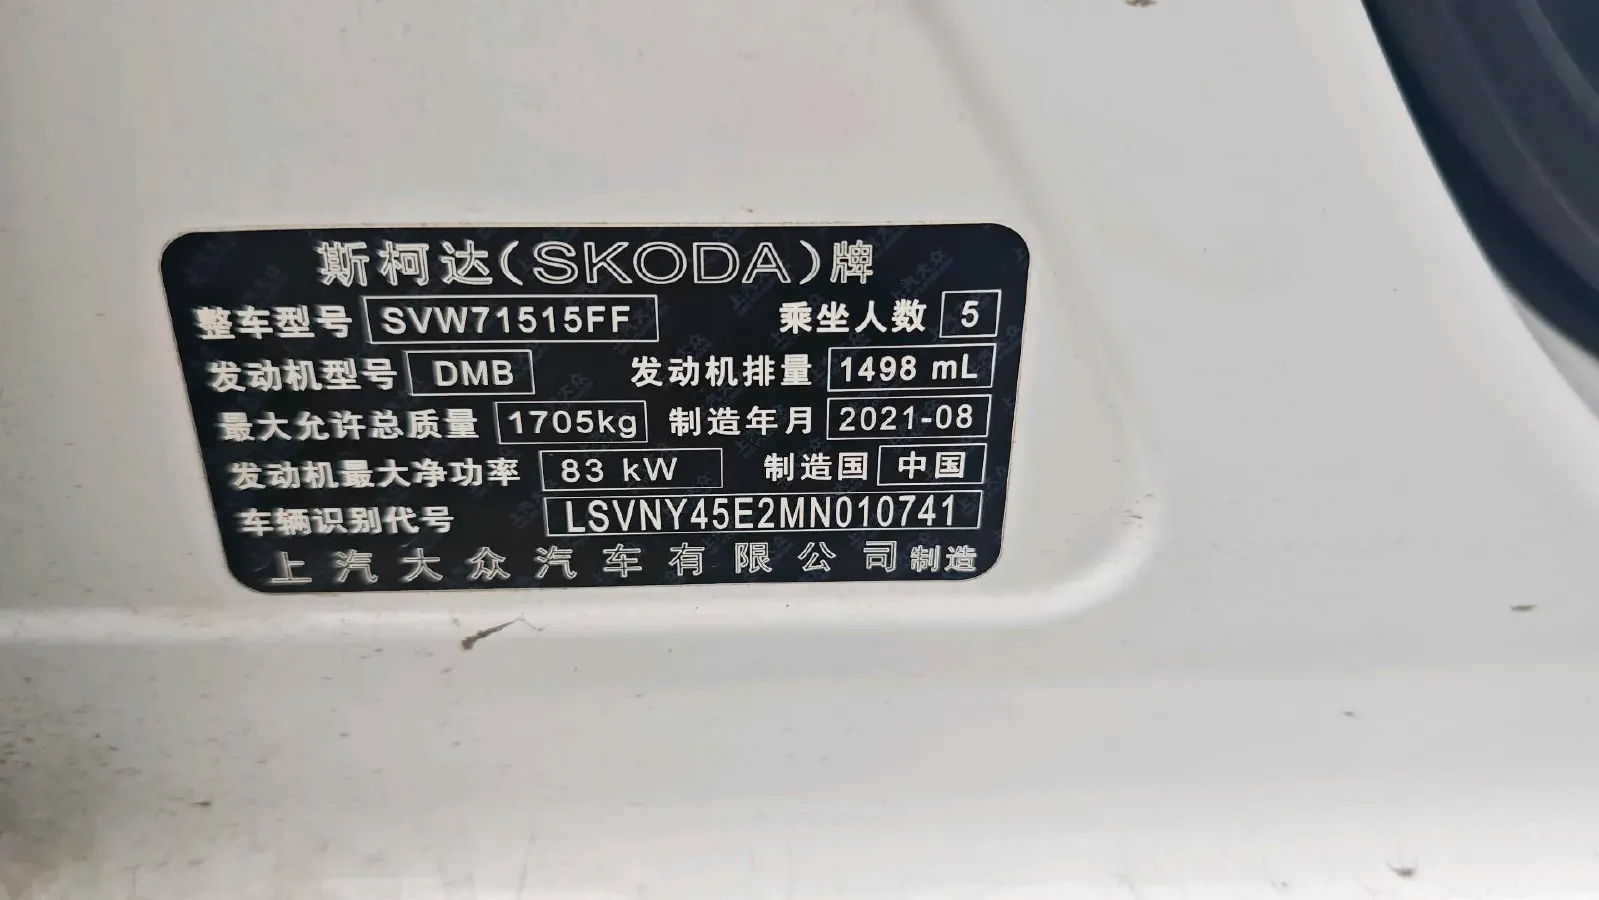 斯柯达(SKODA)牌
整车型号 SVW71515FF 乘坐人数 5
发动机型号 DMB 发动机排量 1498 mL
最大允许总质量 1705kg 制造年月 2021-08
发动机最大净功率 83 kW 制造国 中国
车辆识别代号 LSVNY45E2MN010741
上汽大众汽车有限公司制造